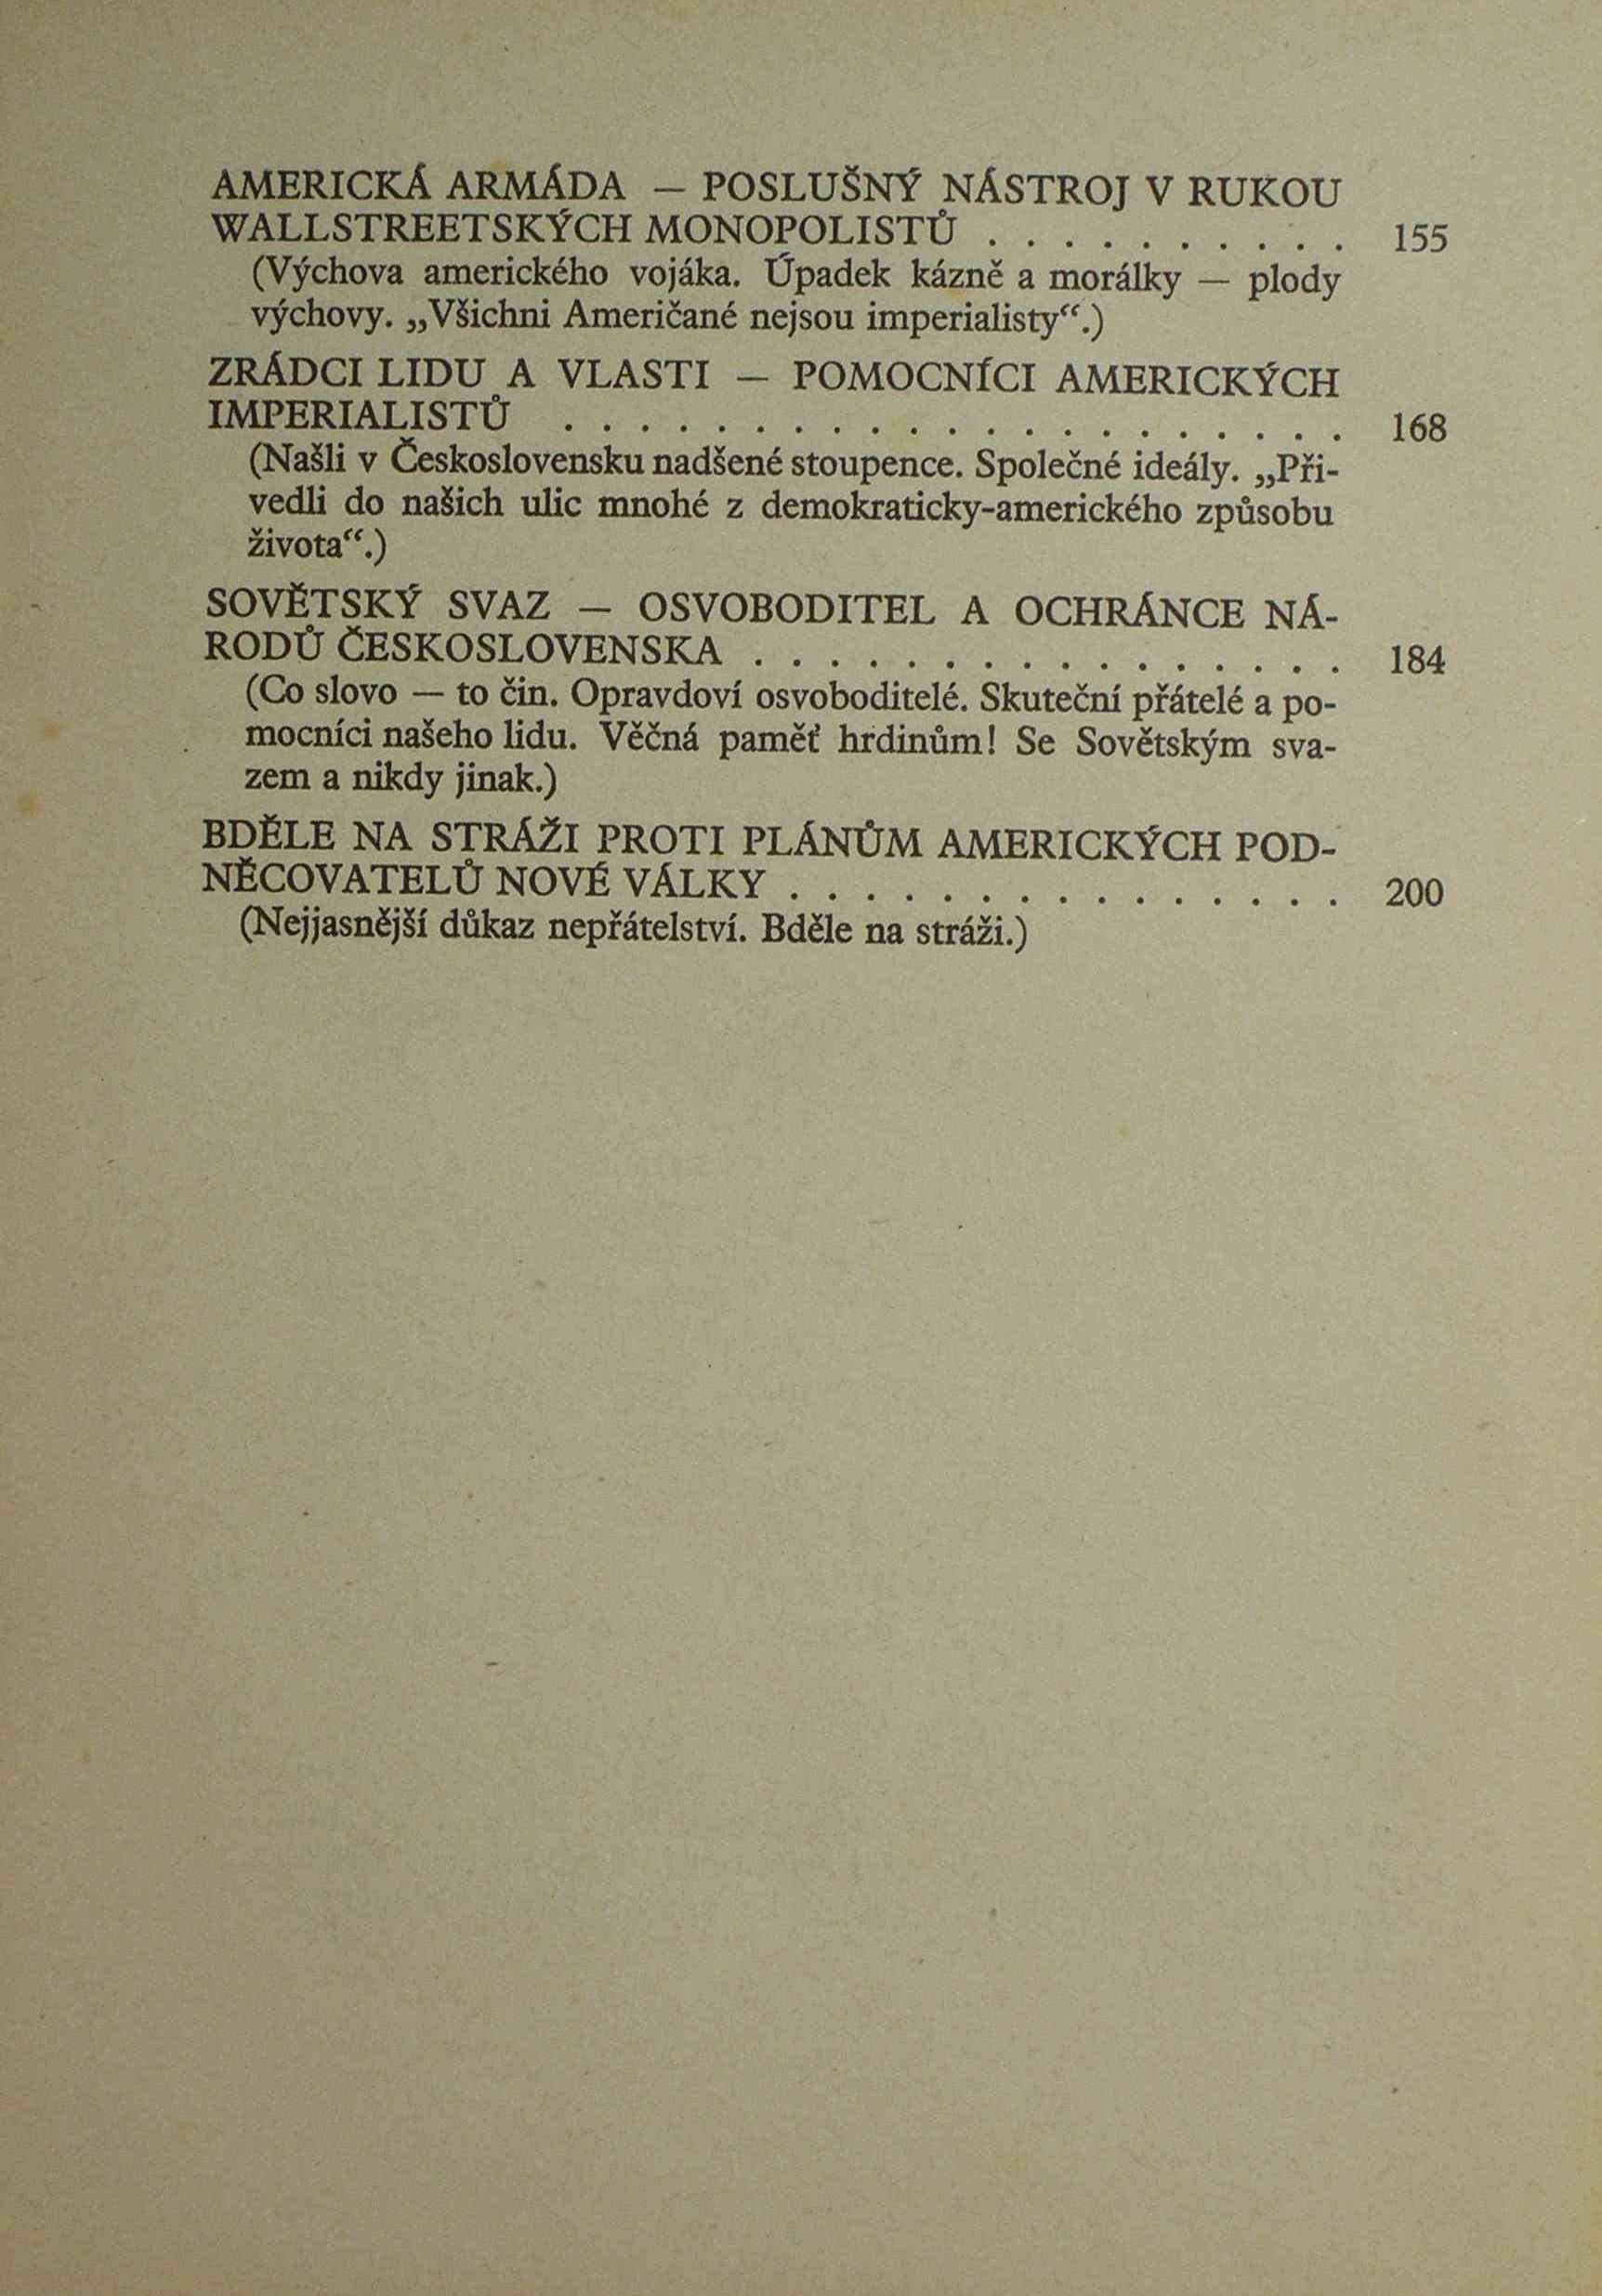 AMERICKÁ ARMÁDA — POSLUŠNÝ NÁSTROJ V RUKOU
WALLSTREETSKÝCH MONOPOLISTŮ . . . . . . . . . . 155
(Výchova amerického vojáka. Úpadek kázně a morálky — plody
výchovy. „Všichni Američané nejsou imperialisty“.)
ZRÁDCI LIDU A VLASTI — POMOCNÍCI AMERICKÝCH
IMPERIALISTŮ . . . . . . . . . . . . . . . . . . . . . 168
(Našli v Československu nadšené stoupence. Společné ideály. „Při-
vedli do našich ulic mnohé z demokraticky-amerického způsobu
života“.)
SOVĚTSKÝ SVAZ — OSVOBODITEL A OCHRÁNCE NÁ-
RODŮ ČESKOSLOVENSKA . . . . . . . . . . . . . . . . 184
(Co slovo — to čin. Opravdoví osvoboditelé. Skuteční přátelé a po-
mocníci našeho lidu. Věčná paměť hrdinům! Se Sovětským sva-
zem a nikdy jinak.)
BDĚLE NA STRÁŽI PROTI PLÁNŮM AMERICKÝCH POD-
NĚCOVATELŮ NOVÉ VÁLKY . . . . . . . . . . . . . . . 200
(Nejjasnější důkaz nepřátelství. Bděle na stráži.)